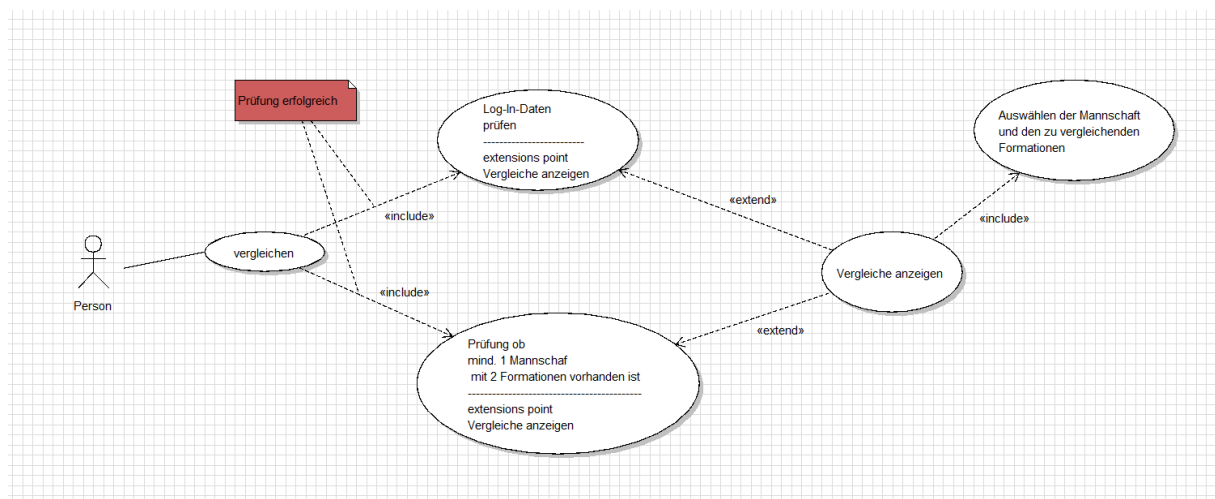 Prüfung erfolgreich
Log-In-Daten
prüfen
-------------------------
extensions point
Vergleiche anzeigen
Auswählen der Mannschaft
und den zu vergleichenden
Formationen
«include»
«extend»
«include»
Person
vergleichen
Vergleiche anzeigen
«include»
«extend»
Prüfung ob
mind. 1 Mannschaf
mit 2 Formationen vorhanden ist
-------------------------------------------
extensions point
Vergleiche anzeigen